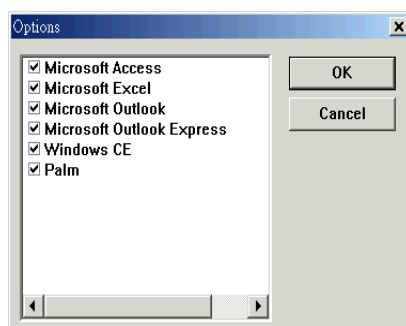 Options
Microsoft Access
Microsoft Excel
Microsoft Outlook
Microsoft Outlook Express
Windows CE
Palm
OK
Cancel